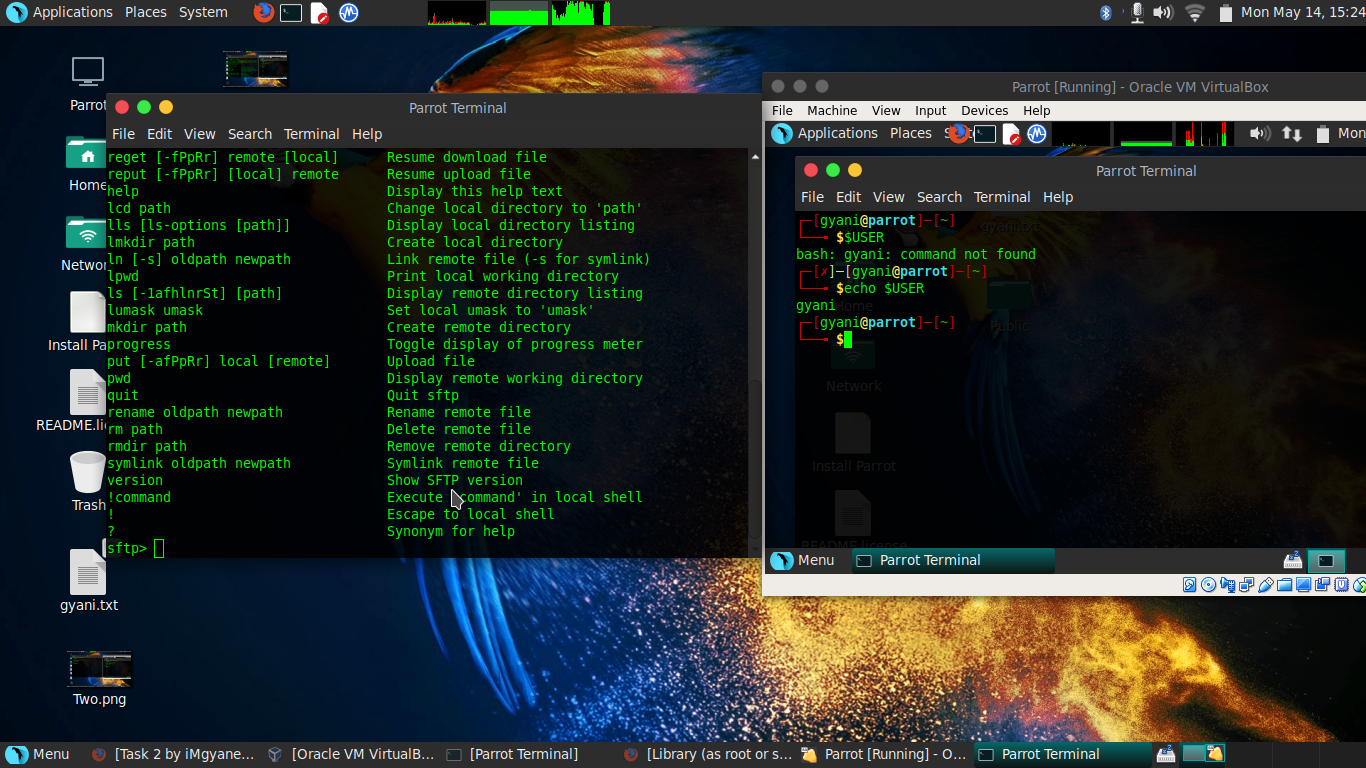 Applications Places System Mon May 14, 15:24
Parrot
Home
Netwo
Install Pa
README.li
Trash
gyani.txt
Two.png
Parrot Terminal
File Edit View Search Terminal Help
reget [-fPpRr] remote [local] Resume download file
reput [-fPpRr] [local] remote Resume upload file
help Display this help text
lcd path Change local directory to 'path'
lls [ls-options [path]] Display local directory listing
lmkdir path Create local directory
ln [-s] oldpath newpath Link remote file (-s for symlink)
lpwd Print local working directory
ls [-1afhlnrSt] [path] Display remote directory listing
lumask umask Set local umask to 'umask'
mkdir path Create remote directory
progress Toggle display of progress meter
put [-afPpRr] local [remote] Upload file
pwd Display remote working directory
quit Quit sftp
rename oldpath newpath Rename remote file
rm path Delete remote file
rmdir path Remove remote directory
symlink oldpath newpath Symlink remote file
version Show SFTP version
!command Execute 'command' in local shell
! Escape to local shell
? Synonym for help
sftp>
Parrot [Running] - Oracle VM VirtualBox
File Machine View Input Devices Help
Applications Places Mon
Parrot Terminal
File Edit View Search Terminal Help
[gyani@parrot]─[~]
$$USER
bash: gyani: command not found
[✗]─[gyani@parrot]─[~]
$echo $USER
gyani
[gyani@parrot]─[~]
$
gyani.txt
Home
Public
Network
Install Parrot
README.license
Menu Parrot Terminal
Menu [Task 2 by iMgyane... [Oracle VM VirtualB... [Parrot Terminal] [Library (as root or s... Parrot [Running] - O... Parrot Terminal